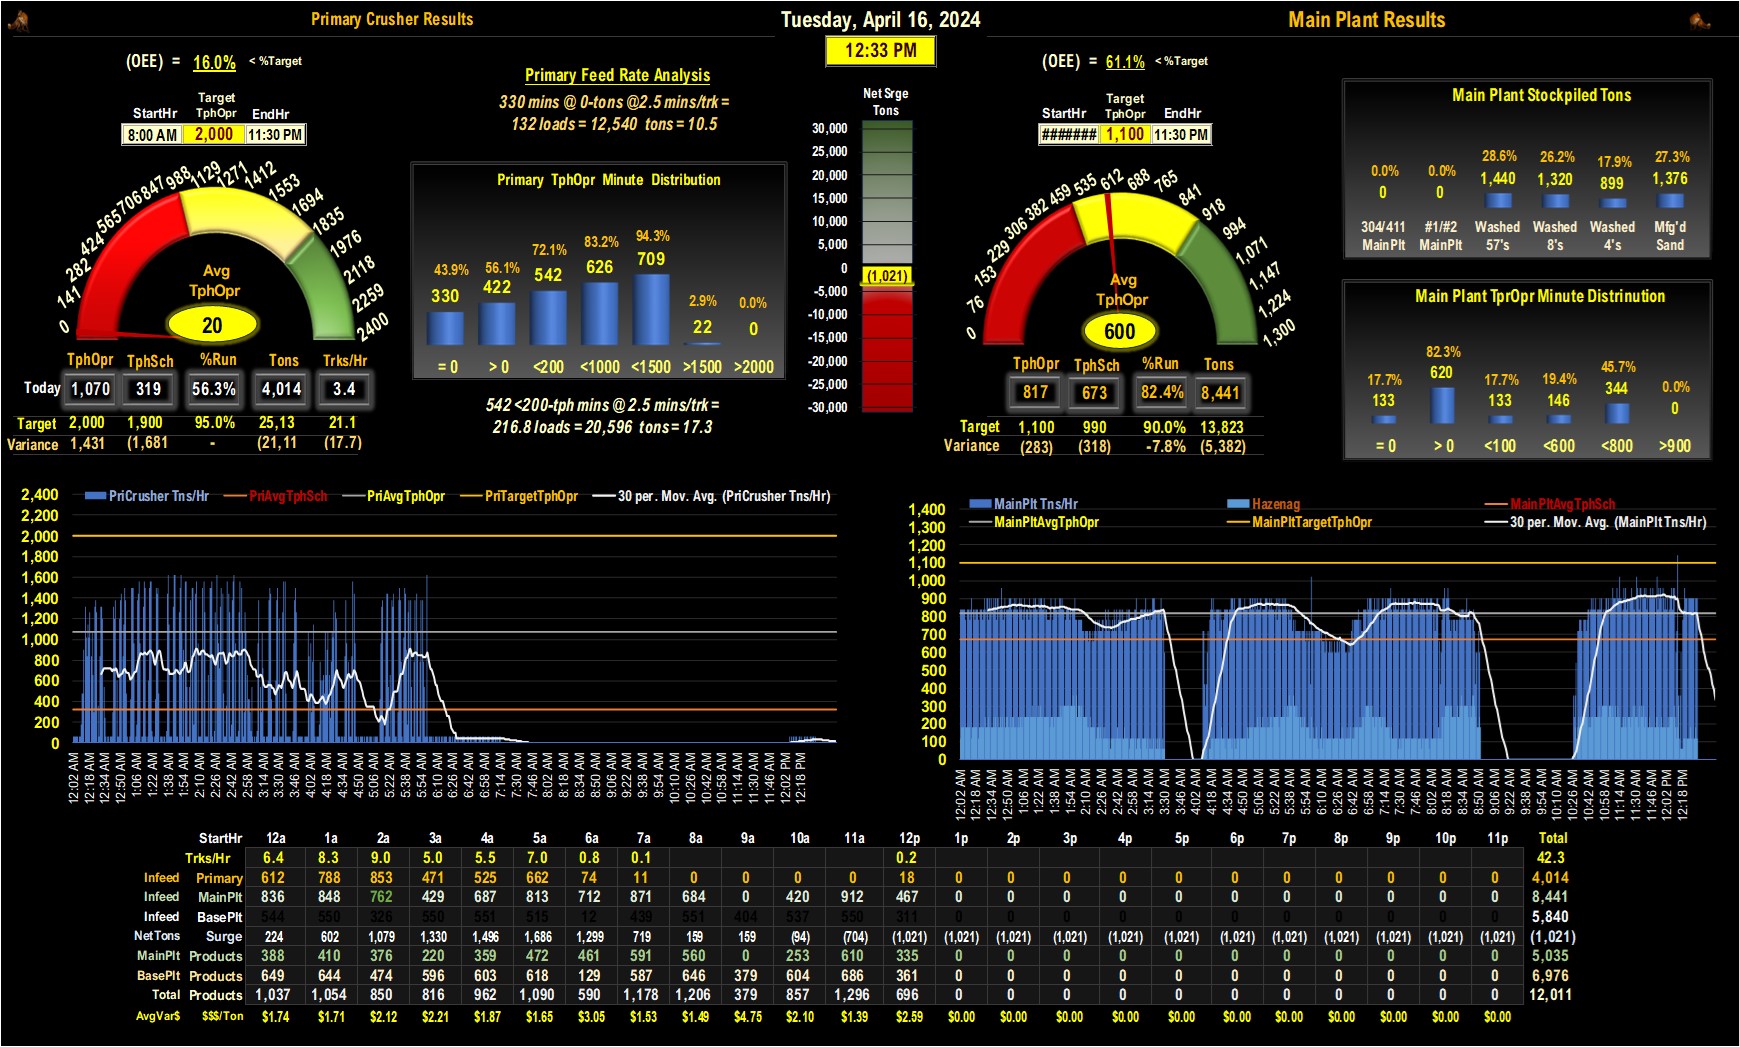 Primary Crusher Results
Tuesday, April 16, 2024
Main Plant Results
12:33 PM
(OEE) = 16.0% < %Target
StartHr Target TphOpr EndHr
8:00 AM 2,000 11:30 PM
0 141 282 424 565 706 847 988 1129 1271 1412 1553 1694 1835 1976 2118 2259 2400
Avg
TphOpr
20
TphOpr TphSch %Run Tons Trks/Hr
Today 1,070 319 56.3% 4,014 3.4
Target 2,000 1,900 95.0% 25,13 21.1
Variance 1,431 (1,681 - (21,11 (17.7)
Primary Feed Rate Analysis
330 mins @ 0-tons @2.5 mins/trk =
132 loads = 12,540 tons = 10.5
Primary TphOpr Minute Distribution
43.9% 56.1% 72.1% 83.2% 94.3% 2.9% 0.0%
330 422 542 626 709 22 0
= 0 > 0 <200 <1000 <1500 >1500 >2000
542 <200-tph mins @ 2.5 mins/trk =
216.8 loads = 20,596 tons = 17.3
Net Srge
Tons
30,000
25,000
20,000
15,000
10,000
5,000
0
(1,021)
-5,000
-10,000
-15,000
-20,000
-25,000
-30,000
(OEE) = 61.1% < %Target
StartHr Target TphOpr EndHr
####### 1,100 11:30 PM
0 76 153 229 306 382 459 535 612 688 765 841 918 994 1,071 1,147 1,224 1,300
Avg
TphOpr
600
TphOpr TphSch %Run Tons
817 673 82.4% 8,441
Target 1,100 990 90.0% 13,823
Variance (283) (318) -7.8% (5,382)
Main Plant Stockpiled Tons
0.0% 0.0% 28.6% 26.2% 17.9% 27.3%
0 0 1,440 1,320 899 1,376
304/411 #1/#2 Washed Washed Washed Mfg'd
MainPlt MainPlt 57's 8's 4's Sand
Main Plant TprOpr Minute Distrinution
17.7% 82.3% 17.7% 19.4% 45.7% 0.0%
133 620 133 146 344 0
= 0 > 0 <100 <600 <800 >900
PriCrusher Tns/Hr PriAvgTphSch PriAvgTphOpr PriTargetTphOpr 30 per. Mov. Avg. (PriCrusher Tns/Hr)
2,400
2,200
2,000
1,800
1,600
1,400
1,200
1,000
800
600
400
200
0
12:02 AM 12:18 AM 12:34 AM 12:50 AM 1:06 AM 1:22 AM 1:38 AM 1:54 AM 2:10 AM 2:26 AM 2:42 AM 2:58 AM 3:14 AM 3:30 AM 3:46 AM 4:02 AM 4:18 AM 4:34 AM 4:50 AM 5:06 AM 5:22 AM 5:38 AM 5:54 AM 6:10 AM 6:26 AM 6:42 AM 6:58 AM 7:14 AM 7:30 AM 7:46 AM 8:02 AM 8:18 AM 8:34 AM 8:50 AM 9:06 AM 9:22 AM 9:38 AM 9:54 AM 10:10 AM 10:26 AM 10:42 AM 10:58 AM 11:14 AM 11:30 AM 11:46 AM 12:02 PM 12:18 PM
MainPlt Tns/Hr Hazenag MainPltAvgTphSch
MainPltAvgTphOpr MainPltTargetTphOpr 30 per. Mov. Avg. (MainPlt Tns/Hr)
1,400
1,300
1,200
1,100
1,000
900
800
700
600
500
400
300
200
100
0
12:02 AM 12:18 AM 12:34 AM 12:50 AM 1:06 AM 1:22 AM 1:38 AM 1:54 AM 2:10 AM 2:26 AM 2:42 AM 2:58 AM 3:14 AM 3:30 AM 3:46 AM 4:02 AM 4:18 AM 4:34 AM 4:50 AM 5:06 AM 5:22 AM 5:38 AM 5:54 AM 6:10 AM 6:26 AM 6:42 AM 6:58 AM 7:14 AM 7:30 AM 7:46 AM 8:02 AM 8:18 AM 8:34 AM 8:50 AM 9:06 AM 9:22 AM 9:38 AM 9:54 AM 10:10 AM 10:26 AM 10:42 AM 10:58 AM 11:14 AM 11:30 AM 11:46 AM 12:02 PM 12:18 PM
StartHr 12a 1a 2a 3a 4a 5a 6a 7a 8a 9a 10a 11a 12p 1p 2p 3p 4p 5p 6p 7p 8p 9p 10p 11p Total
Trks/Hr 6.4 8.3 9.0 5.0 5.5 7.0 0.8 0.1 0.2 42.3
Infeed Primary 612 788 853 471 525 662 74 11 0 0 0 0 18 0 0 0 0 0 0 0 0 0 0 0 4,014
Infeed MainPlt 836 848 762 429 687 813 712 871 684 0 420 912 467 0 0 0 0 0 0 0 0 0 0 0 8,441
Infeed BasePlt 544 550 326 550 551 515 12 439 551 404 537 550 311 0 0 0 0 0 0 0 0 0 0 0 5,840
NetTons Surge 224 602 1,079 1,330 1,496 1,686 1,299 719 159 159 (94) (704) (1,021) (1,021) (1,021) (1,021) (1,021) (1,021) (1,021) (1,021) (1,021) (1,021) (1,021) (1,021) (1,021)
MainPlt Products 388 410 376 220 359 472 461 591 560 0 253 610 335 0 0 0 0 0 0 0 0 0 0 0 5,035
BasePlt Products 649 644 474 596 603 618 129 587 646 379 604 686 361 0 0 0 0 0 0 0 0 0 0 0 6,976
Total Products 1,037 1,054 850 816 962 1,090 590 1,178 1,206 379 857 1,296 696 0 0 0 0 0 0 0 0 0 0 0 12,011
AvgVar$ $$$/Ton $1.74 $1.71 $2.12 $2.21 $1.87 $1.65 $3.05 $1.53 $1.49 $4.75 $2.10 $1.39 $2.59 $0.00 $0.00 $0.00 $0.00 $0.00 $0.00 $0.00 $0.00 $0.00 $0.00 $0.00